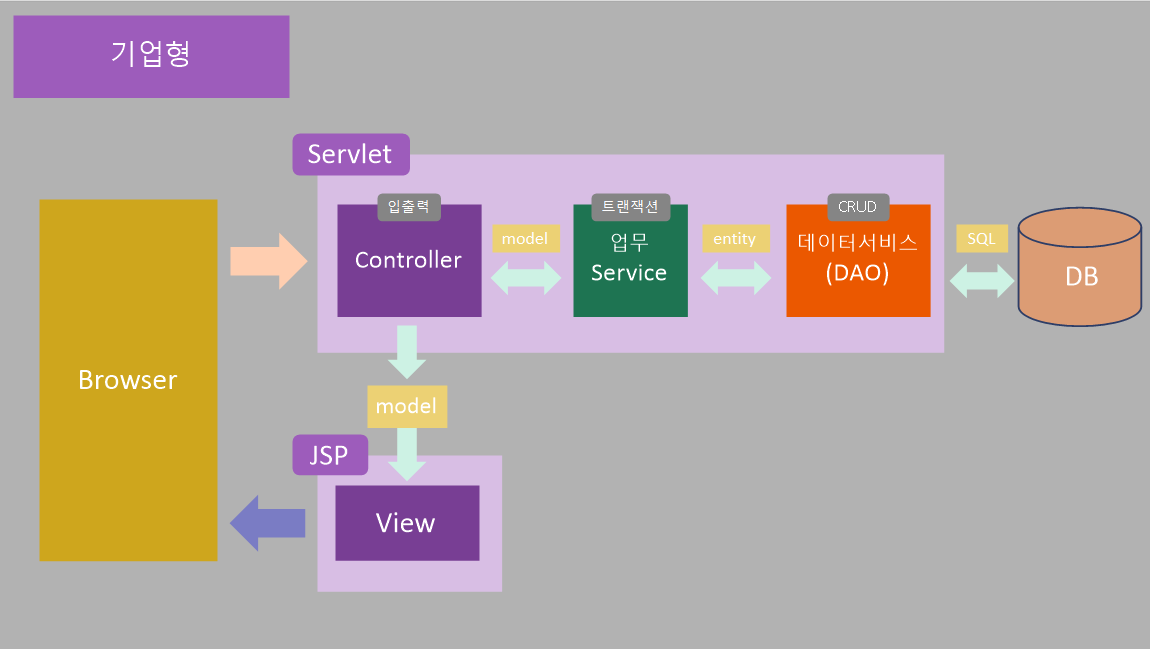 기업형
Servlet
입출력
트랜잭션
CRUD
Controller
model
업무
Service
entity
데이터서비스
(DAO)
SQL
DB
Browser
model
JSP
View